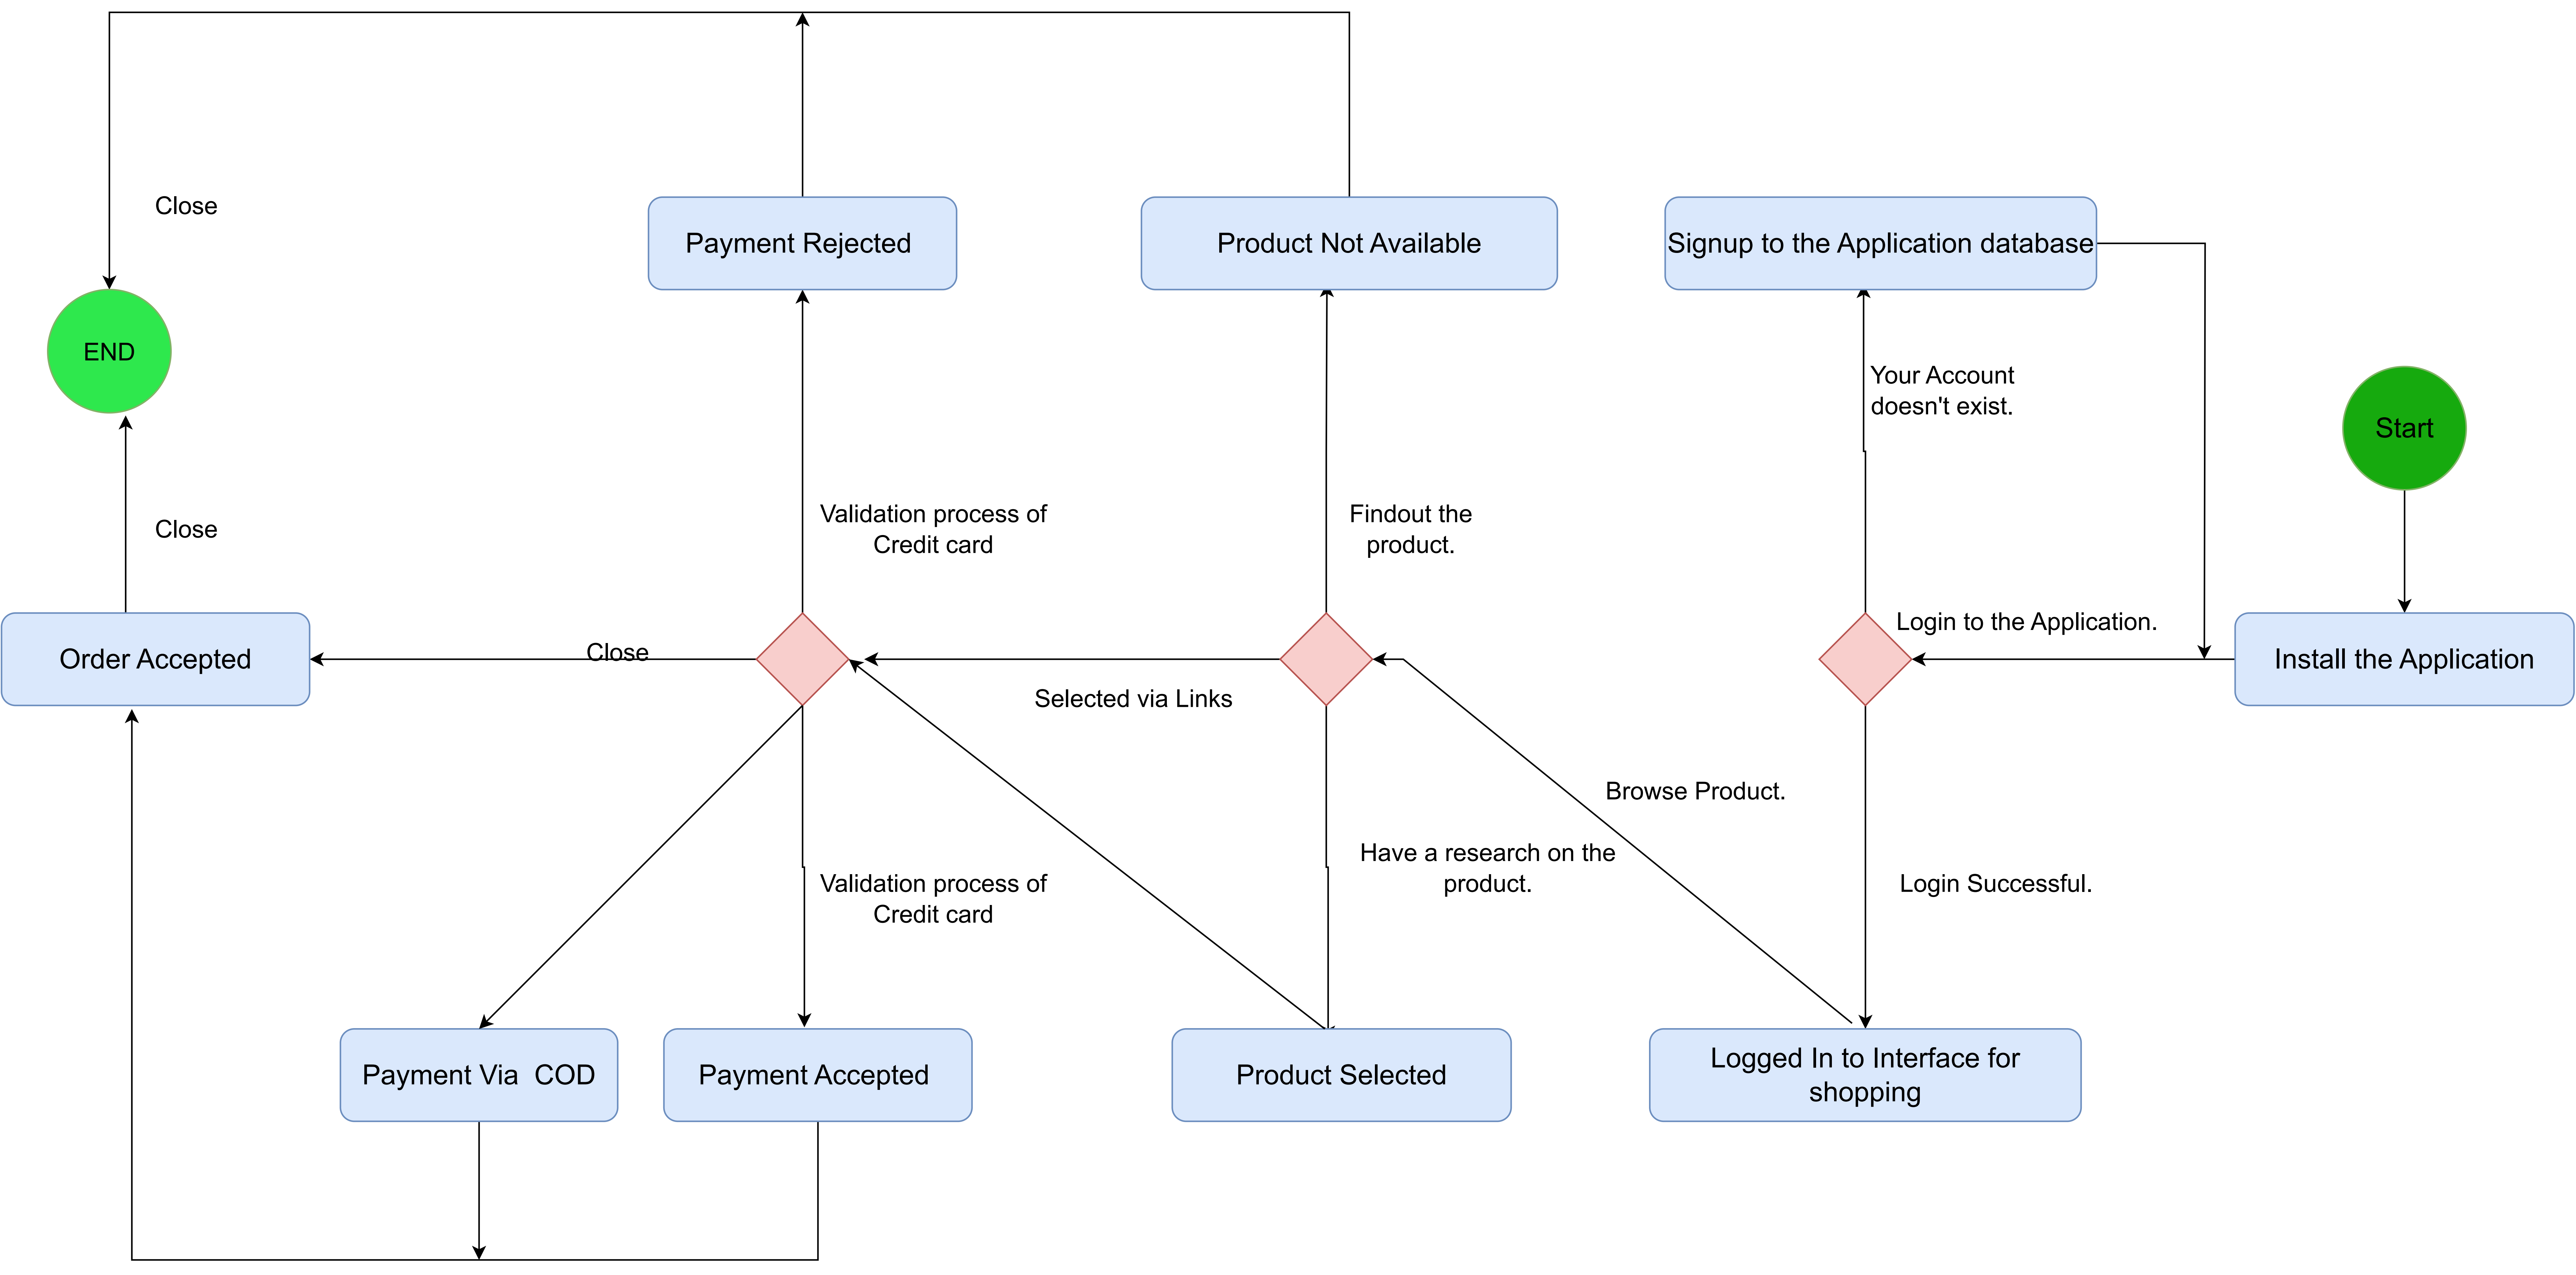 Close
Payment Rejected
Product Not Available
Signup to the Application database
END
Your Account
doesn't exist.
Start
Close
Validation process of
Credit card
Findout the
product.
Order Accepted
Close
Selected via Links
Login to the Application.
Install the Application
Browse Product.
Validation process of
Credit card
Have a research on the
product.
Login Successful.
Payment Via  COD
Payment Accepted
Product Selected
Logged In to Interface for
shopping